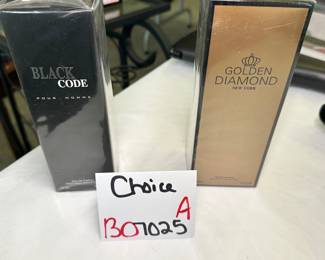 BLACK
CODE
POUR HOMME
GOLDEN
DIAMOND
NEW YORK
Choice
A
BO7025